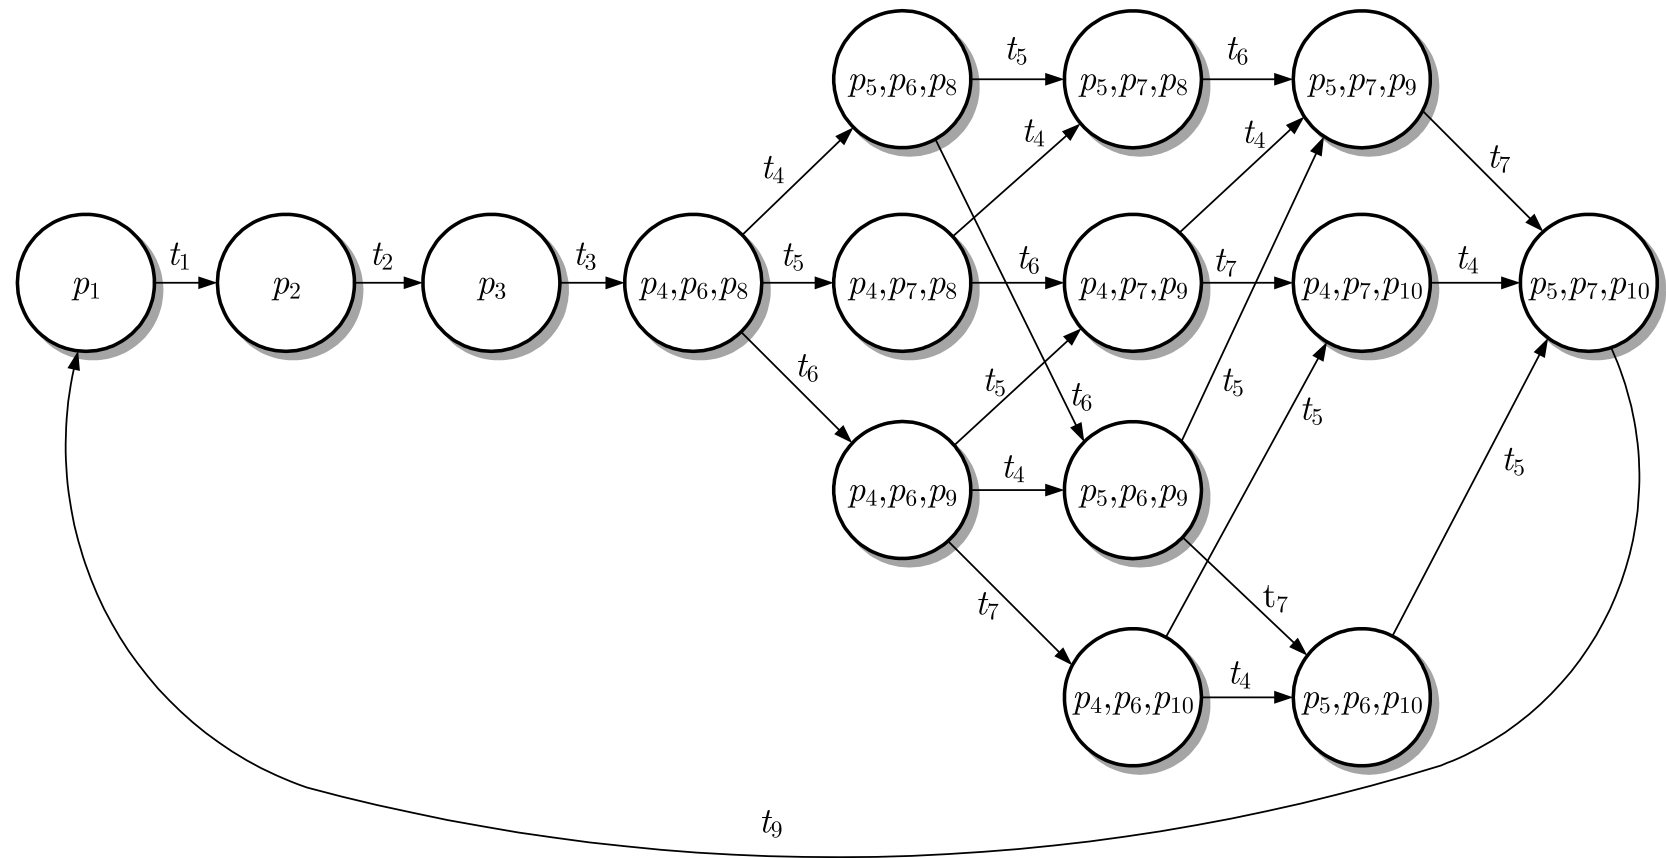 p₅,p₆,p₈ t₅ p₅,p₇,p₈ t₆ p₅,p₇,p₉
t₄ t₄ t₄ t₇
p₁ t₁ p₂ t₂ p₃ t₃ p₄,p₆,p₈ t₅ p₄,p₇,p₈ t₆ p₄,p₇,p₉ t₇ p₄,p₇,p₁₀ t₄ p₅,p₇,p₁₀
t₆ t₅ t₆ t₅ t₅
p₄,p₆,p₉ t₄ p₅,p₆,p₉ t₅
t₇ t₇
p₄,p₆,p₁₀ t₄ p₅,p₆,p₁₀
t₉